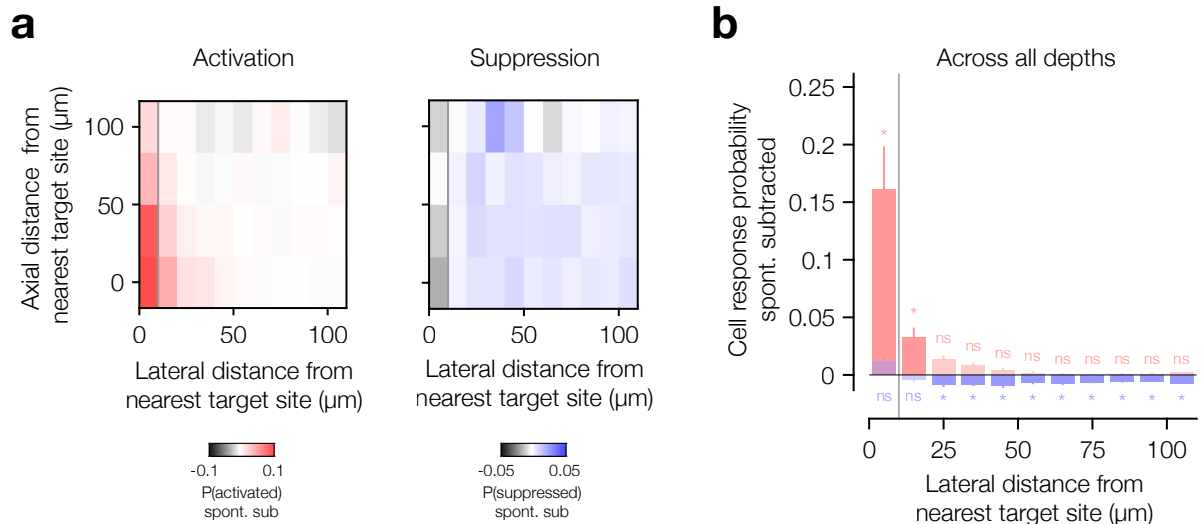 a
Activation
Suppression
Axial distance from
nearest target site (µm)
100
50
0
0
50
100
0
50
100
Lateral distance from
nearest target site (µm)
Lateral distance from
nearest target site (µm)
-0.1
0.1
P(activated)
spont. sub
-0.05
0.05
P(suppressed)
spont. sub
b
Across all depths
Cell response probability
spont. subtracted
0.25
0.2
0.15
0.1
0.05
0
*
*
ns
ns
ns
ns
ns
ns
ns
ns
ns
ns
ns
*
*
*
*
*
*
*
*
*
0
25
50
75
100
Lateral distance from
nearest target site (µm)